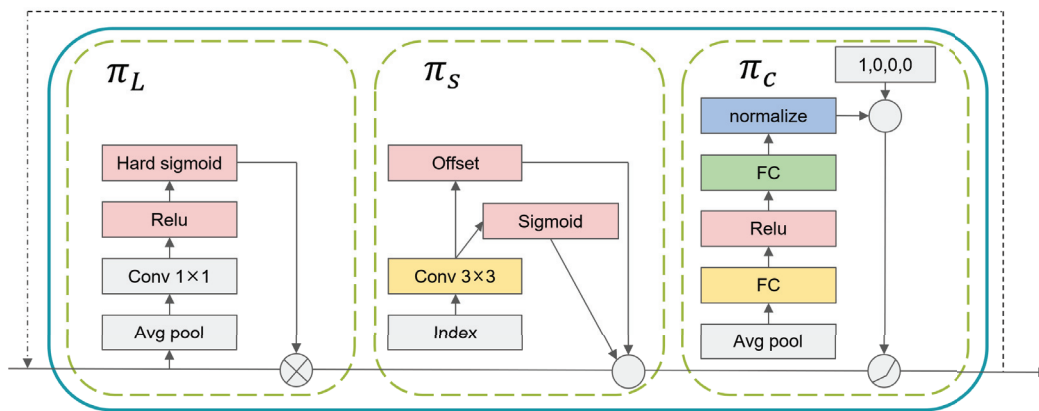 π_L
Hard sigmoid
Relu
Conv 1×1
Avg pool
π_s
Offset
Sigmoid
Conv 3×3
Index
π_c
1,0,0,0
normalize
FC
Relu
FC
Avg pool